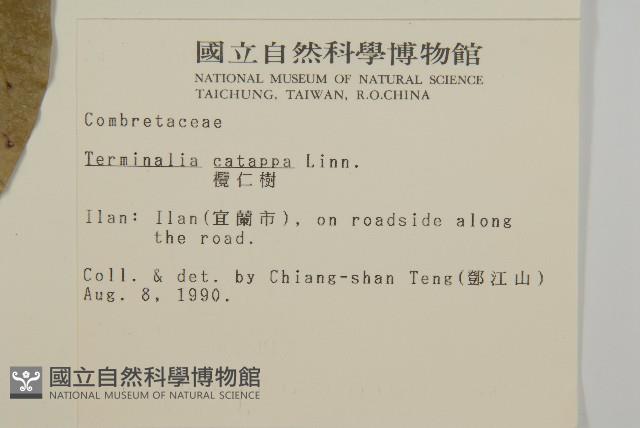 國立自然科學博物館
NATIONAL MUSEUM OF NATURAL SCIENCE
TAICHUNG, TAIWAN, R.O.CHINA
Combretaceae
Terminalia catappa Linn.
欖仁樹
Ilan: Ilan(宜蘭市), on roadside along
the road.
Coll. & det. by Chiang-shan Teng(鄧江山)
Aug. 8, 1990.
國立自然科學博物館
NATIONAL MUSEUM OF NATURAL SCIENCE